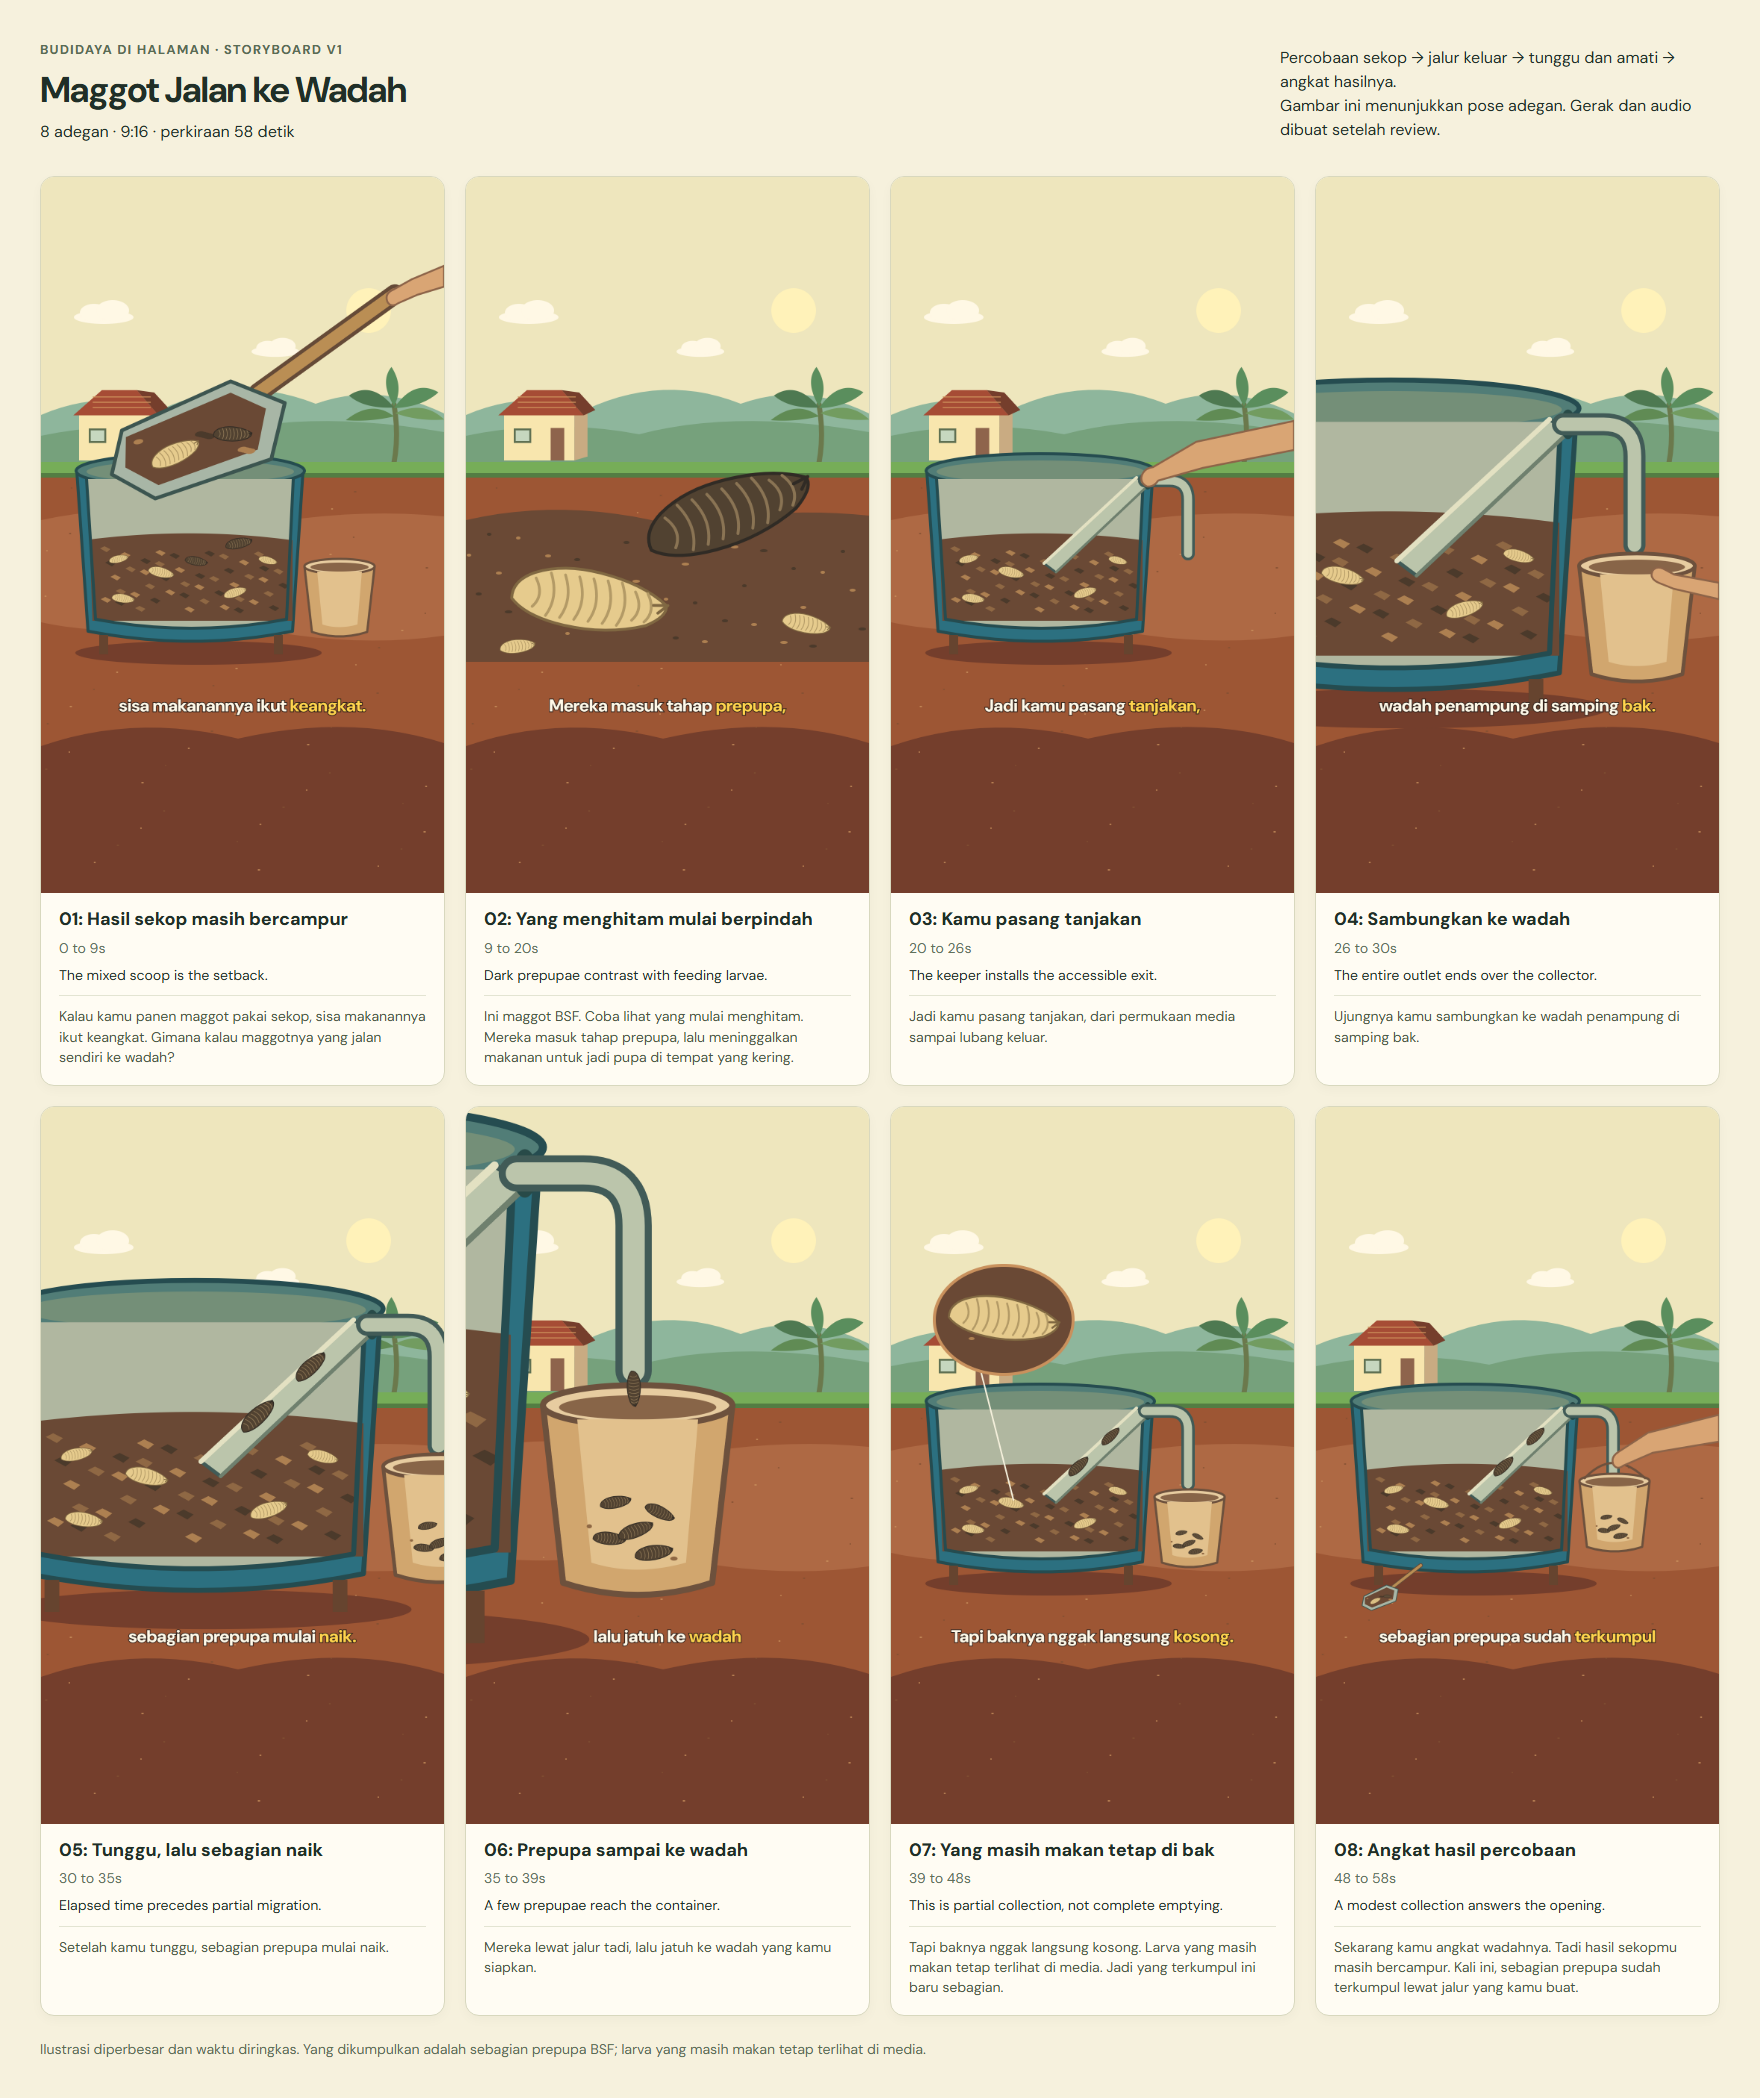 BUDIDAYA DI HALAMAN · STORYBOARD V1
Maggot Jalan ke Wadah
8 adegan · 9:16 · perkiraan 58 detik
Percobaan sekop → jalur keluar → tunggu dan amati →
angkat hasilnya.
Gambar ini menunjukkan pose adegan. Gerak dan audio
dibuat setelah review.
sisa makanannya ikut keangkat.
01: Hasil sekop masih bercampur
0 to 9s
The mixed scoop is the setback.
Kalau kamu panen maggot pakai sekop, sisa makanannya
ikut keangkat. Gimana kalau maggotnya yang jalan
sendiri ke wadah?
Mereka masuk tahap prepupa,
02: Yang menghitam mulai berpindah
9 to 20s
Dark prepupae contrast with feeding larvae.
Ini maggot BSF. Coba lihat yang mulai menghitam.
Mereka masuk tahap prepupa, lalu meninggalkan
makanan untuk jadi pupa di tempat yang kering.
Jadi kamu pasang tanjakan,
03: Kamu pasang tanjakan
20 to 26s
The keeper installs the accessible exit.
Jadi kamu pasang tanjakan, dari permukaan media
sampai lubang keluar.
wadah penampung di samping bak.
04: Sambungkan ke wadah
26 to 30s
The entire outlet ends over the collector.
Ujungnya kamu sambungkan ke wadah penampung di
samping bak.
sebagian prepupa mulai naik.
05: Tunggu, lalu sebagian naik
30 to 35s
Elapsed time precedes partial migration.
Setelah kamu tunggu, sebagian prepupa mulai naik.
lalu jatuh ke wadah
06: Prepupa sampai ke wadah
35 to 39s
A few prepupae reach the container.
Mereka lewat jalur tadi, lalu jatuh ke wadah yang kamu
siapkan.
Tapi baknya nggak langsung kosong.
07: Yang masih makan tetap di bak
39 to 48s
This is partial collection, not complete emptying.
Tapi baknya nggak langsung kosong. Larva yang masih
makan tetap terlihat di media. Jadi yang terkumpul ini
baru sebagian.
sebagian prepupa sudah terkumpul
08: Angkat hasil percobaan
48 to 58s
A modest collection answers the opening.
Sekarang kamu angkat wadahnya. Tadi hasil sekopmu
masih bercampur. Kali ini, sebagian prepupa sudah
terkumpul lewat jalur yang kamu buat.
Ilustrasi diperbesar dan waktu diringkas. Yang dikumpulkan adalah sebagian prepupa BSF; larva yang masih makan tetap terlihat di media.